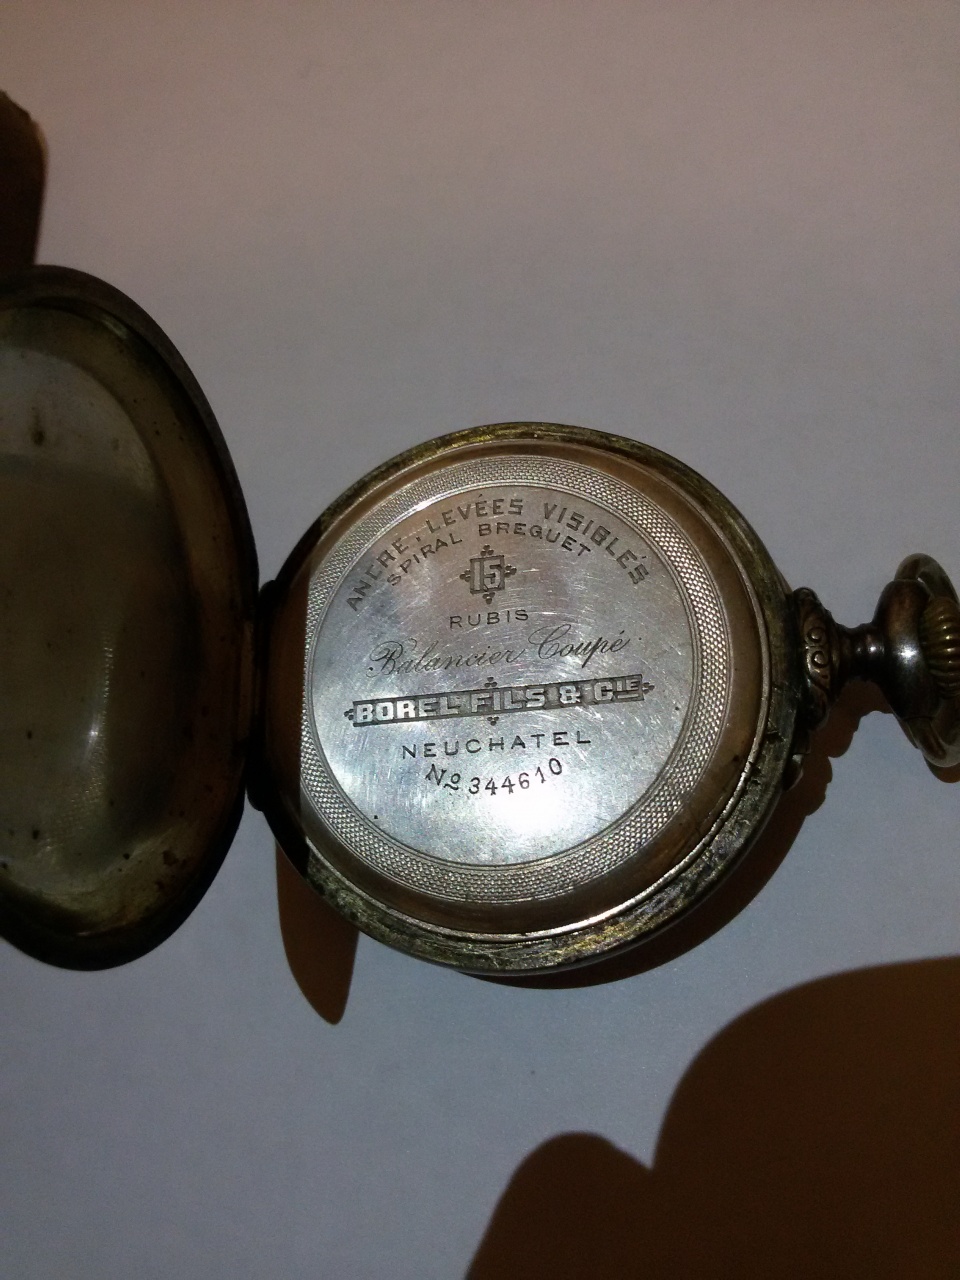 ANCRE, LEVÉES VISIBLES
SPIRAL BREGUET
15
RUBIS
Balancier Coupé
BOREL FILS & CIE
NEUCHATEL
No 344610